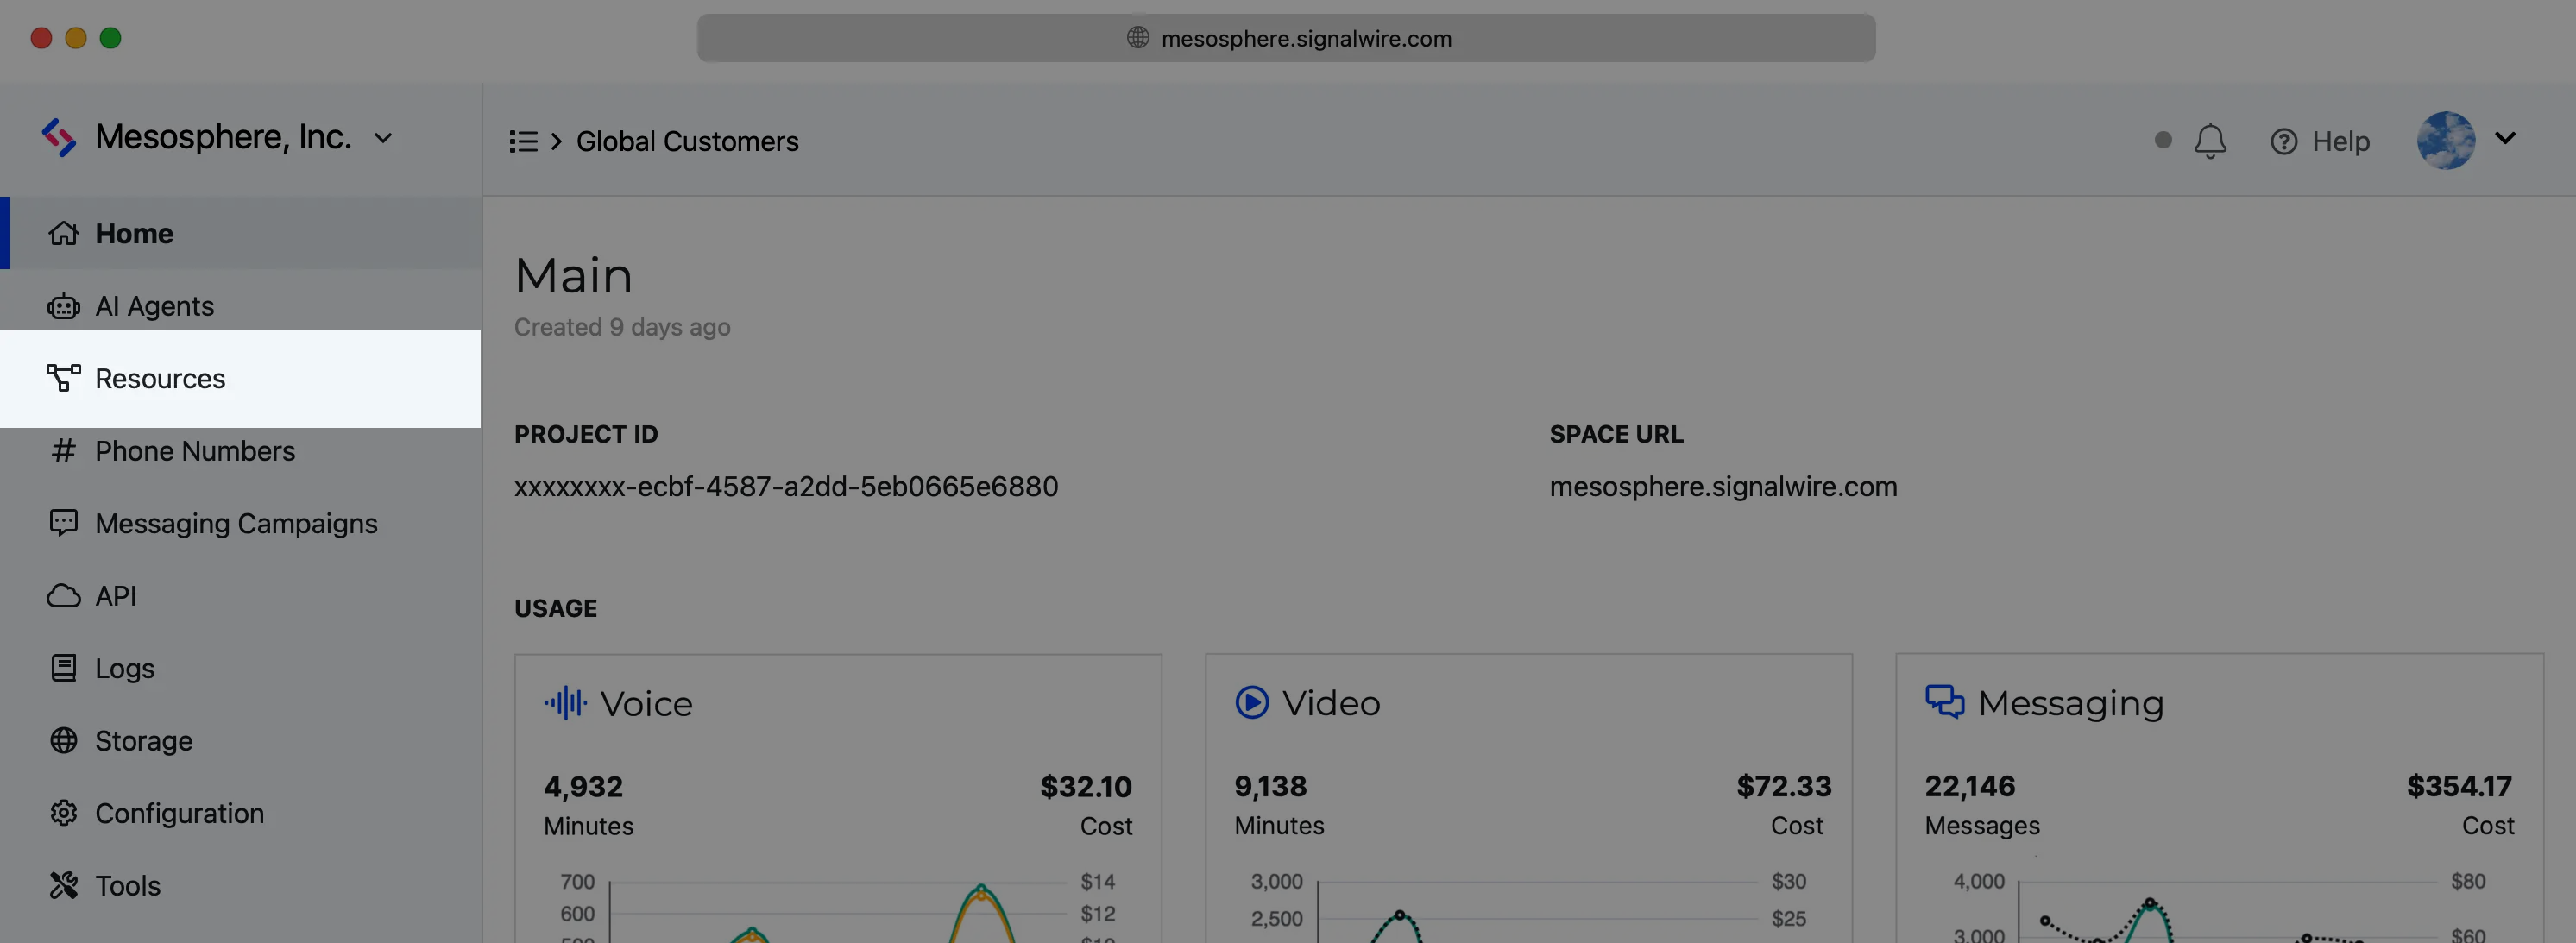 mesosphere.signalwire.com
Mesosphere, Inc.
Global Customers
Help
Home
AI Agents
Resources
Phone Numbers
Messaging Campaigns
API
Logs
Storage
Configuration
Tools
Main
Created 9 days ago
PROJECT ID
xxxxxxxx-ecbf-4587-a2dd-5eb0665e6880
SPACE URL
mesosphere.signalwire.com
USAGE
Voice
4,932 $32.10
Minutes Cost
700 $14
600 $12
Video
9,138 $72.33
Minutes Cost
3,000 $30
2,500 $25
Messaging
22,146 $354.17
Messages Cost
4,000 $80
3,000 $60